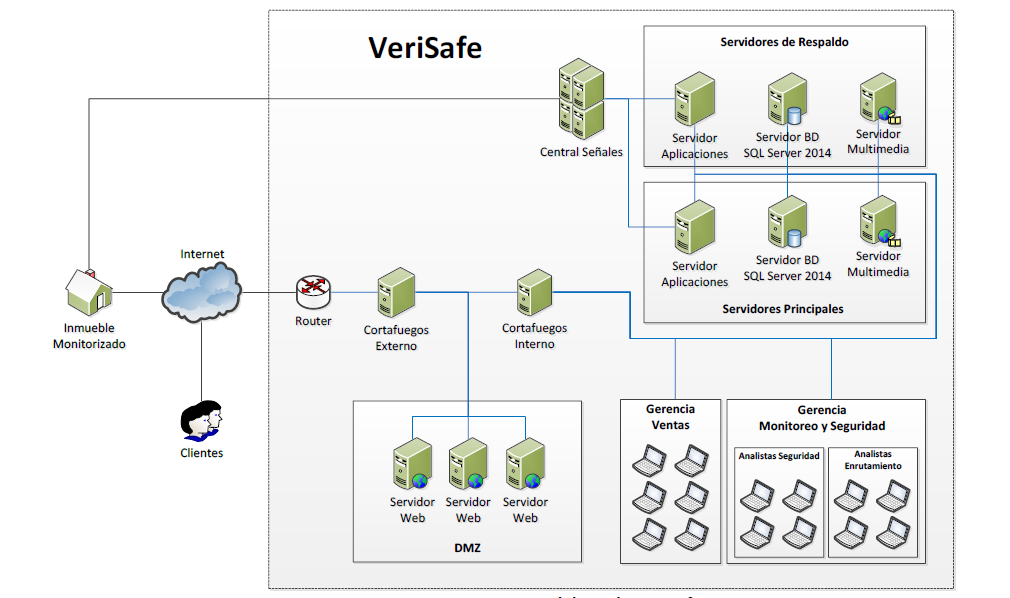 VeriSafe
Servidores de Respaldo
Central Señales
Servidor
Aplicaciones
Servidor BD
SQL Server 2014
Servidor
Multimedia
Servidor
Aplicaciones
Servidor BD
SQL Server 2014
Servidor
Multimedia
Servidores Principales
Internet
Inmueble
Monitorizado
Router
Cortafuegos
Externo
Cortafuegos
Interno
Clientes
Servidor
Web
Servidor
Web
Servidor
Web
DMZ
Gerencia
Ventas
Gerencia
Monitoreo y Seguridad
Analistas Seguridad
Analistas
Enrutamiento